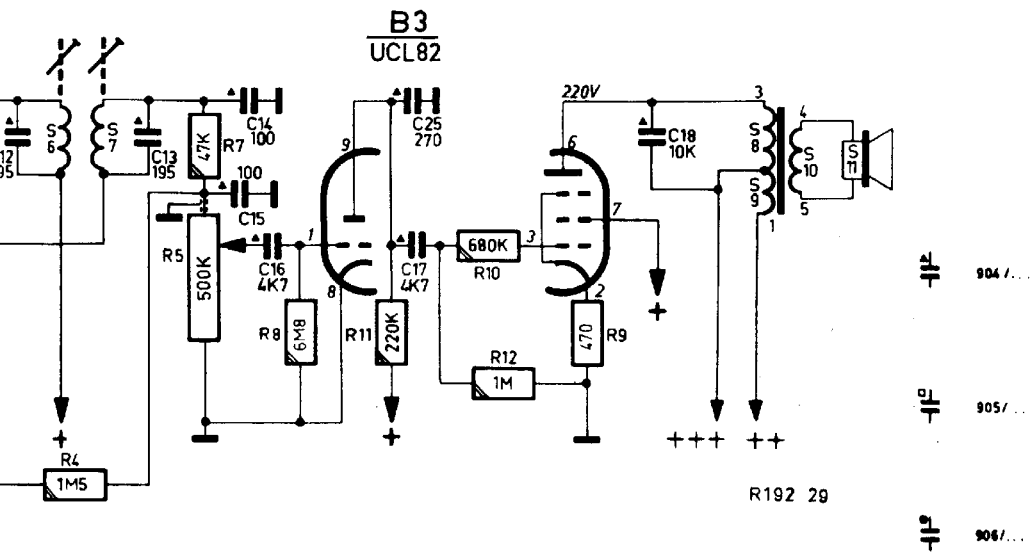 B3
UCL82
220V
3
4
S
6
S
7
C14
100
C25
270
C18
10K
S
8
S
10
S
11
12
95
C13
195
47K
R7
9
6
100
C15
S
9
5
7
1
R5
500K
1
C16
4K7
C17
4K7
680K
R10
3
904/...
8
2
+
R8
6M8
R11
220K
470
R9
R12
1M
905/...
+
+
+++
++
R4
1M5
R192 29
906/...